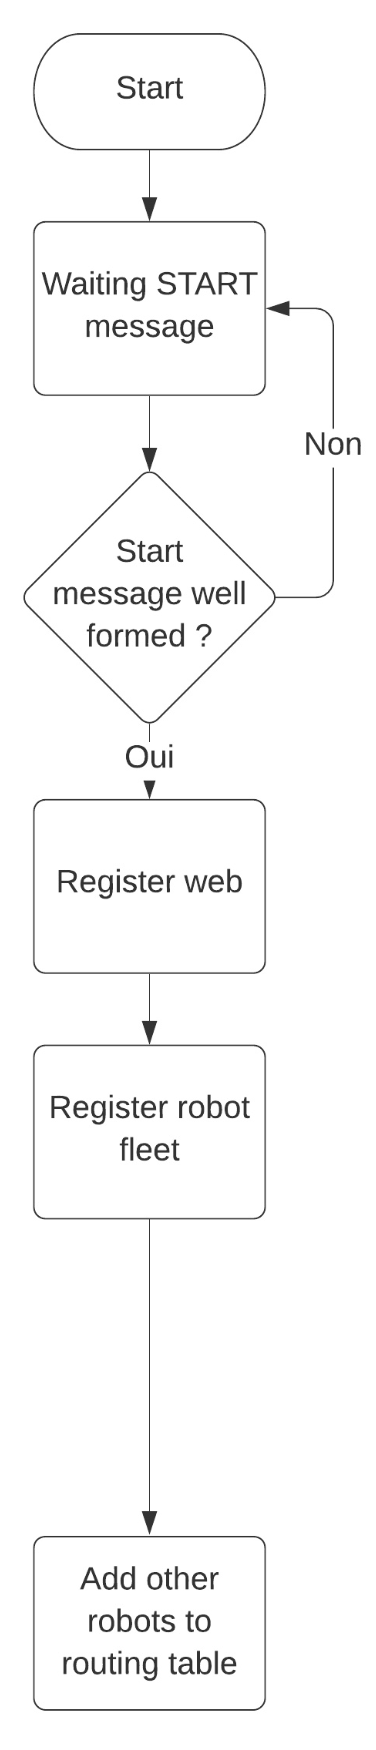 Start
Waiting START
message
Non
Start
message well
formed ?
Oui
Register web
Register robot
fleet
Add other
robots to
routing table